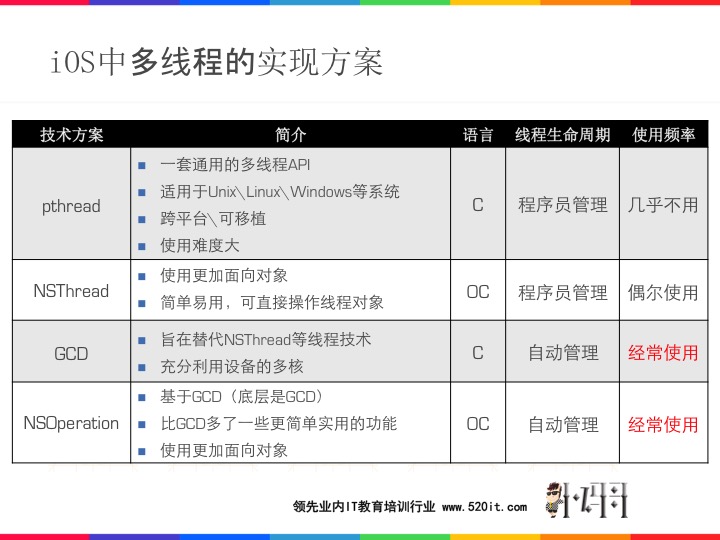 iOS中多线程的实现方案
技术方案 简介 语言 线程生命周期 使用频率
pthread
一套通用的多线程API
适用于Unix\Linux\Windows等系统
跨平台\可移植
使用难度大
C
程序员管理
几乎不用
NSThread
使用更加面向对象
简单易用，可直接操作线程对象
OC
程序员管理
偶尔使用
GCD
旨在替代NSThread等线程技术
充分利用设备的多核
C
自动管理
经常使用
NSOperation
基于GCD（底层是GCD）
比GCD多了一些更简单实用的功能
使用更加面向对象
OC
自动管理
经常使用
领先业内IT教育培训行业 www.520it.com